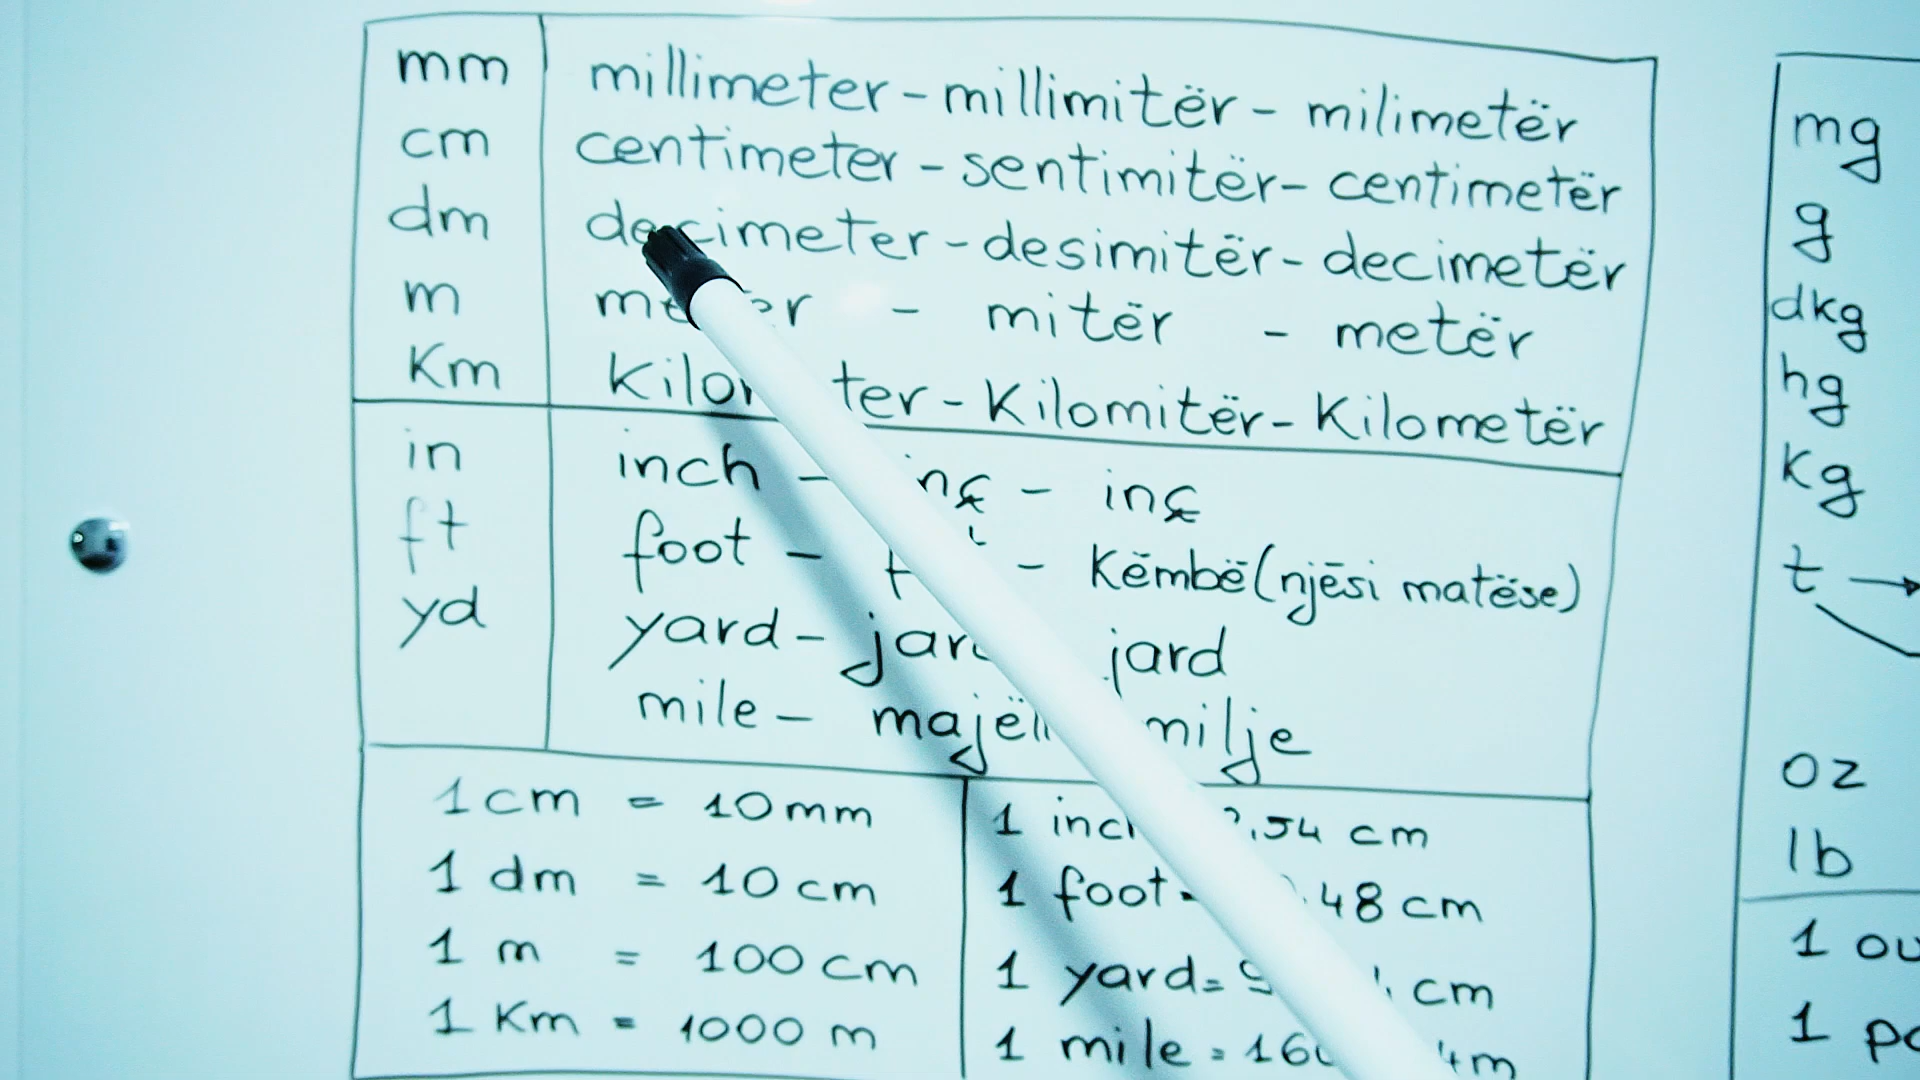 mm millimeter - millimitër - milimetër
cm centimeter - sentimitër - centimetër
dm decimeter - desimitër - decimetër
m - mitër - metër
Km - Kilomitër - Kilometër
in inch - - inç
ft foot - - Këmbë (njësi matëse)
yd yard - jard
mile - milje
1 cm = 10 mm
1 dm = 10 cm
1 m = 100 cm
1 Km = 1000 m
1 cm
1 foot = cm
1 yard = cm
1 mile = m
mg
g
dkg
hg
kg
t →
oz
lb
1
1